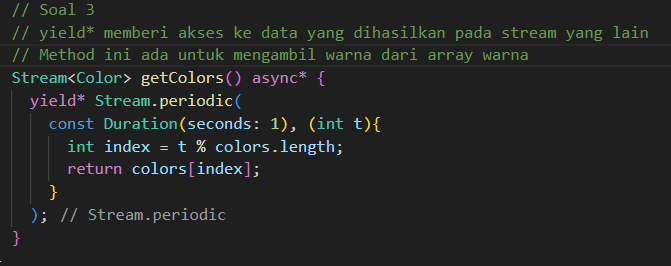 // Soal 3
// yield* memberi akses ke data yang dihasilkan pada stream yang lain
// Method ini ada untuk mengambil warna dari array warna
Stream<Color> getColors() async* {
  yield* Stream.periodic(
    const Duration(seconds: 1), (int t){
      int index = t % colors.length;
      return colors[index];
    }
  ); // Stream.periodic
}